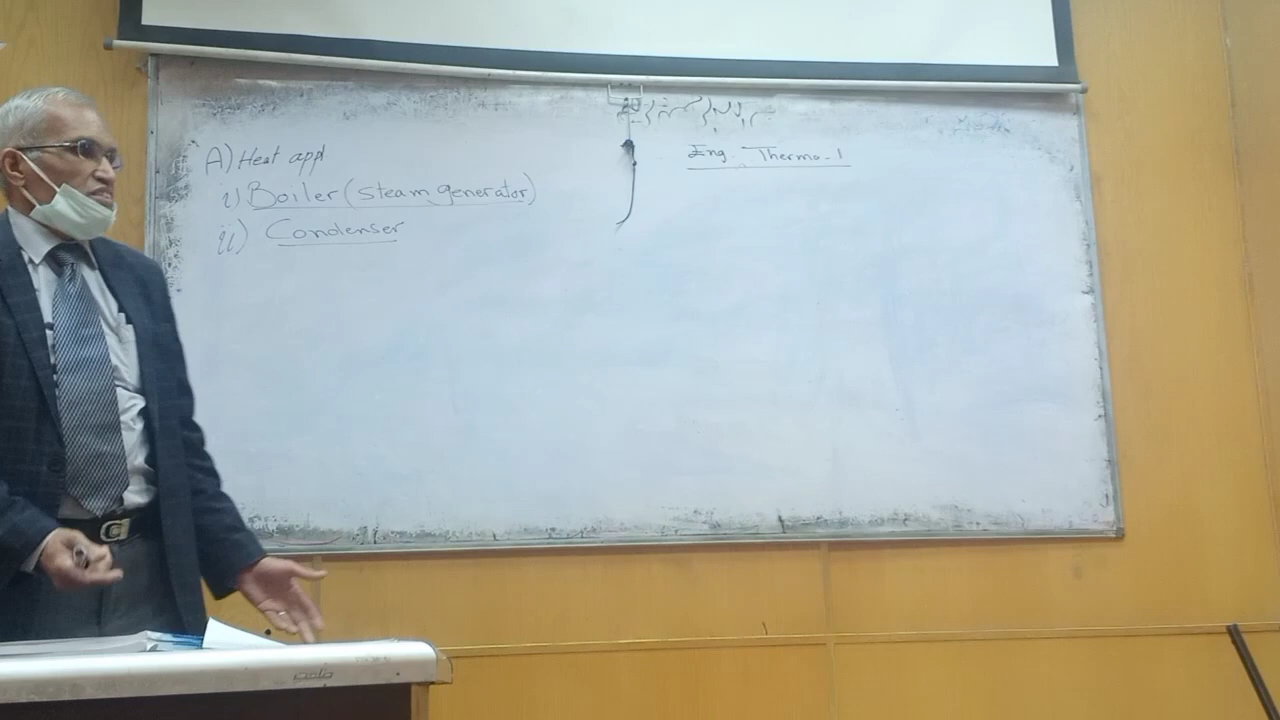 Eng. Thermo-1
A) Heat appl
i) Boiler (steam generator)
ii) Condenser